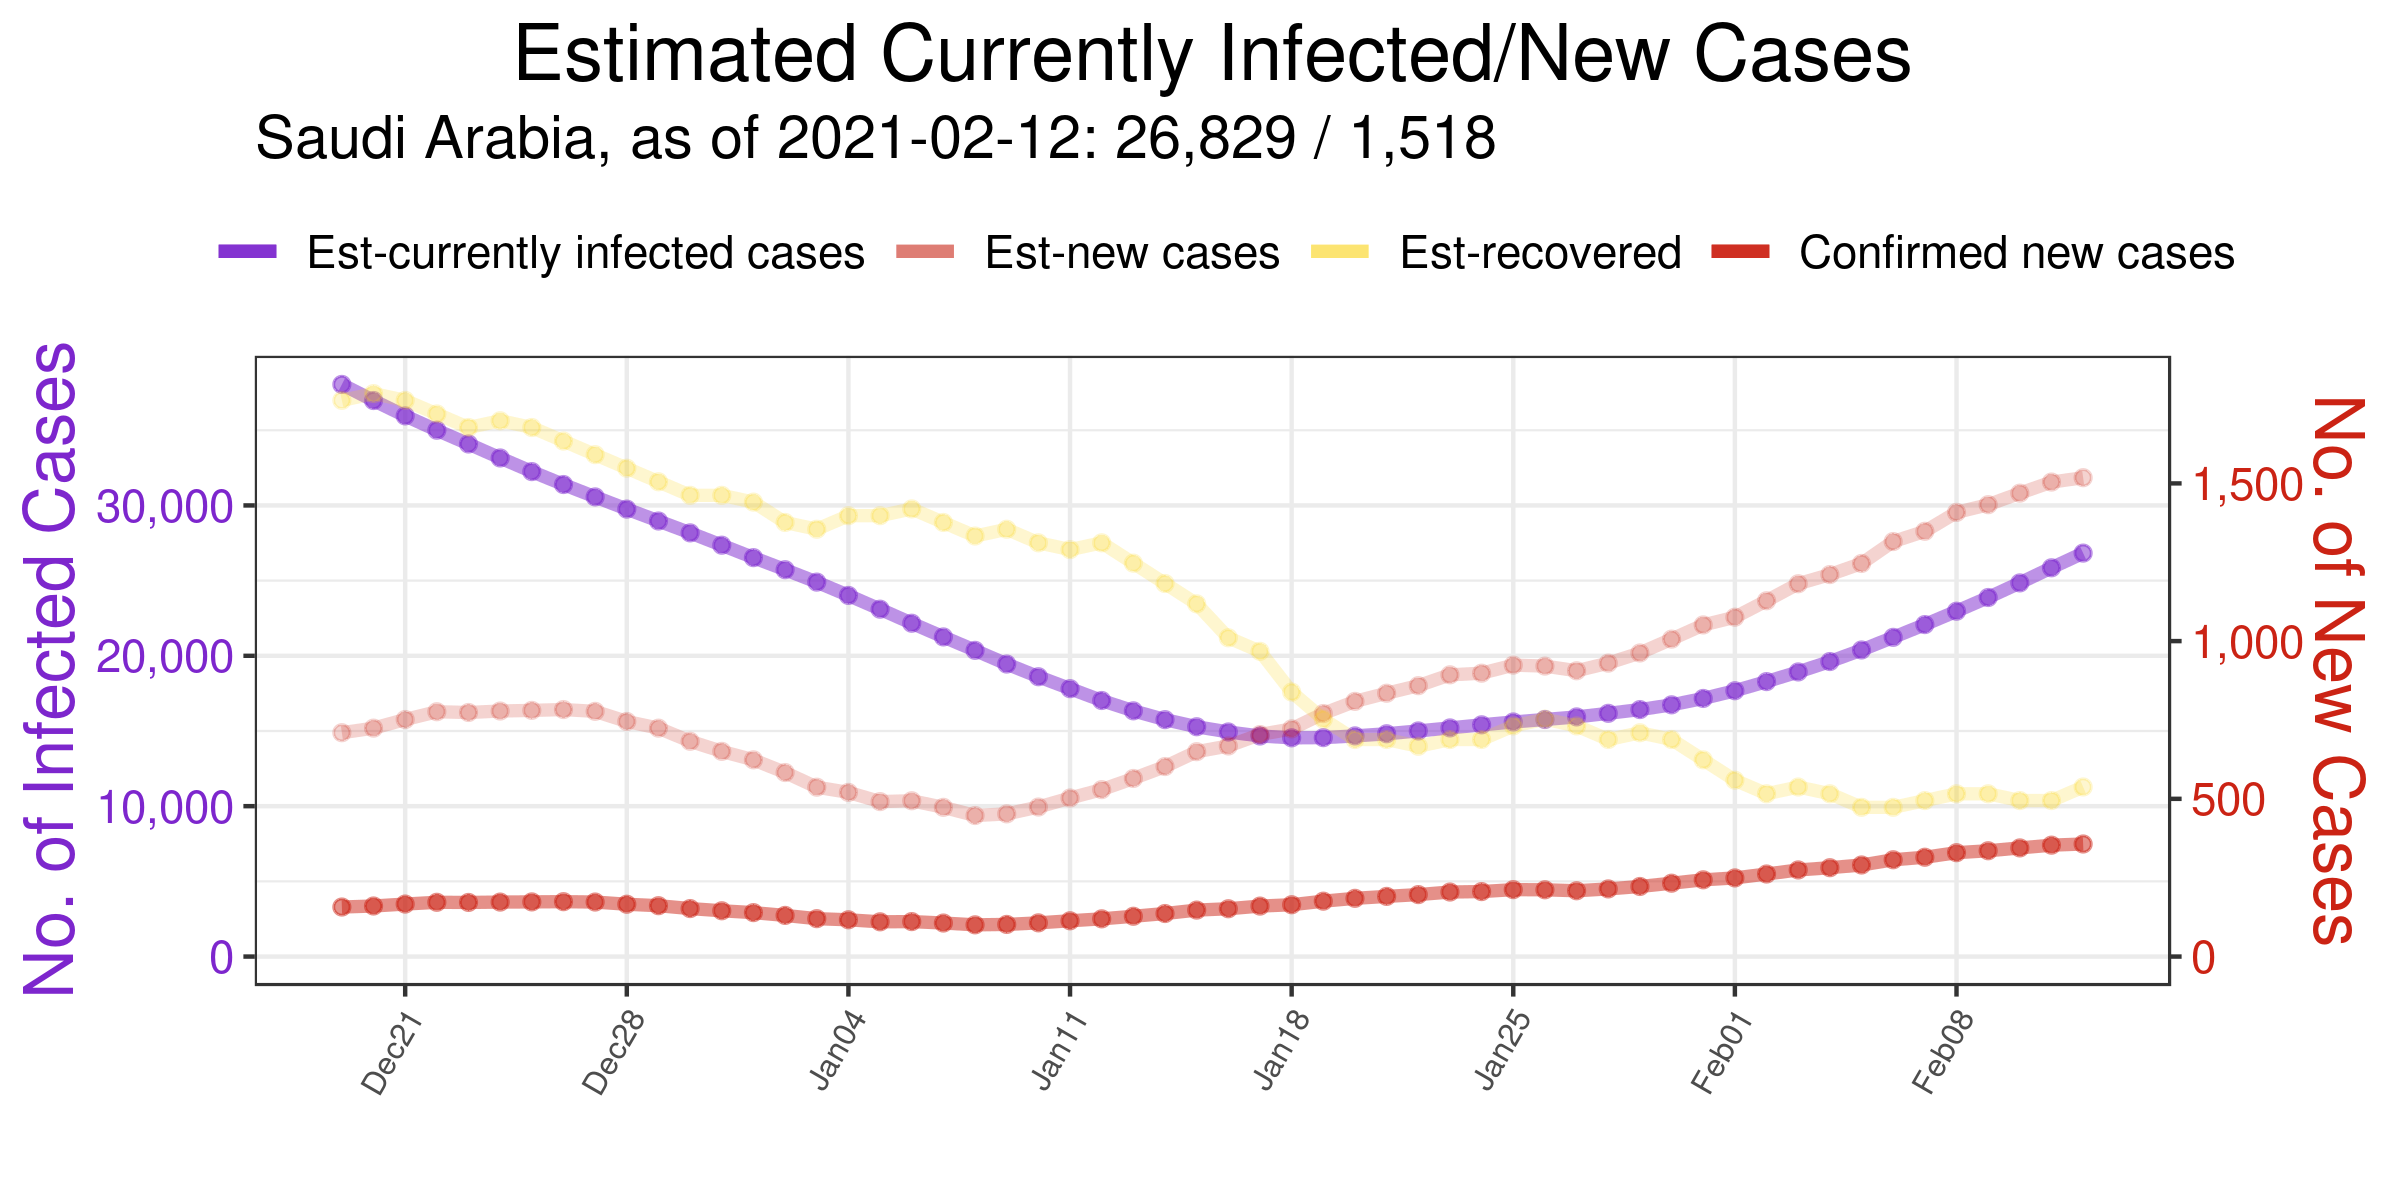 Estimated Currently Infected/New Cases
Saudi Arabia, as of 2021-02-12: 26,829 / 1,518
Est-currently infected cases Est-new cases Est-recovered Confirmed new cases
No. of Infected Cases
30,000
20,000
10,000
0
1,500
1,000
500
0
No. of New Cases
Dec21 Dec28 Jan04 Jan11 Jan18 Jan25 Feb01 Feb08